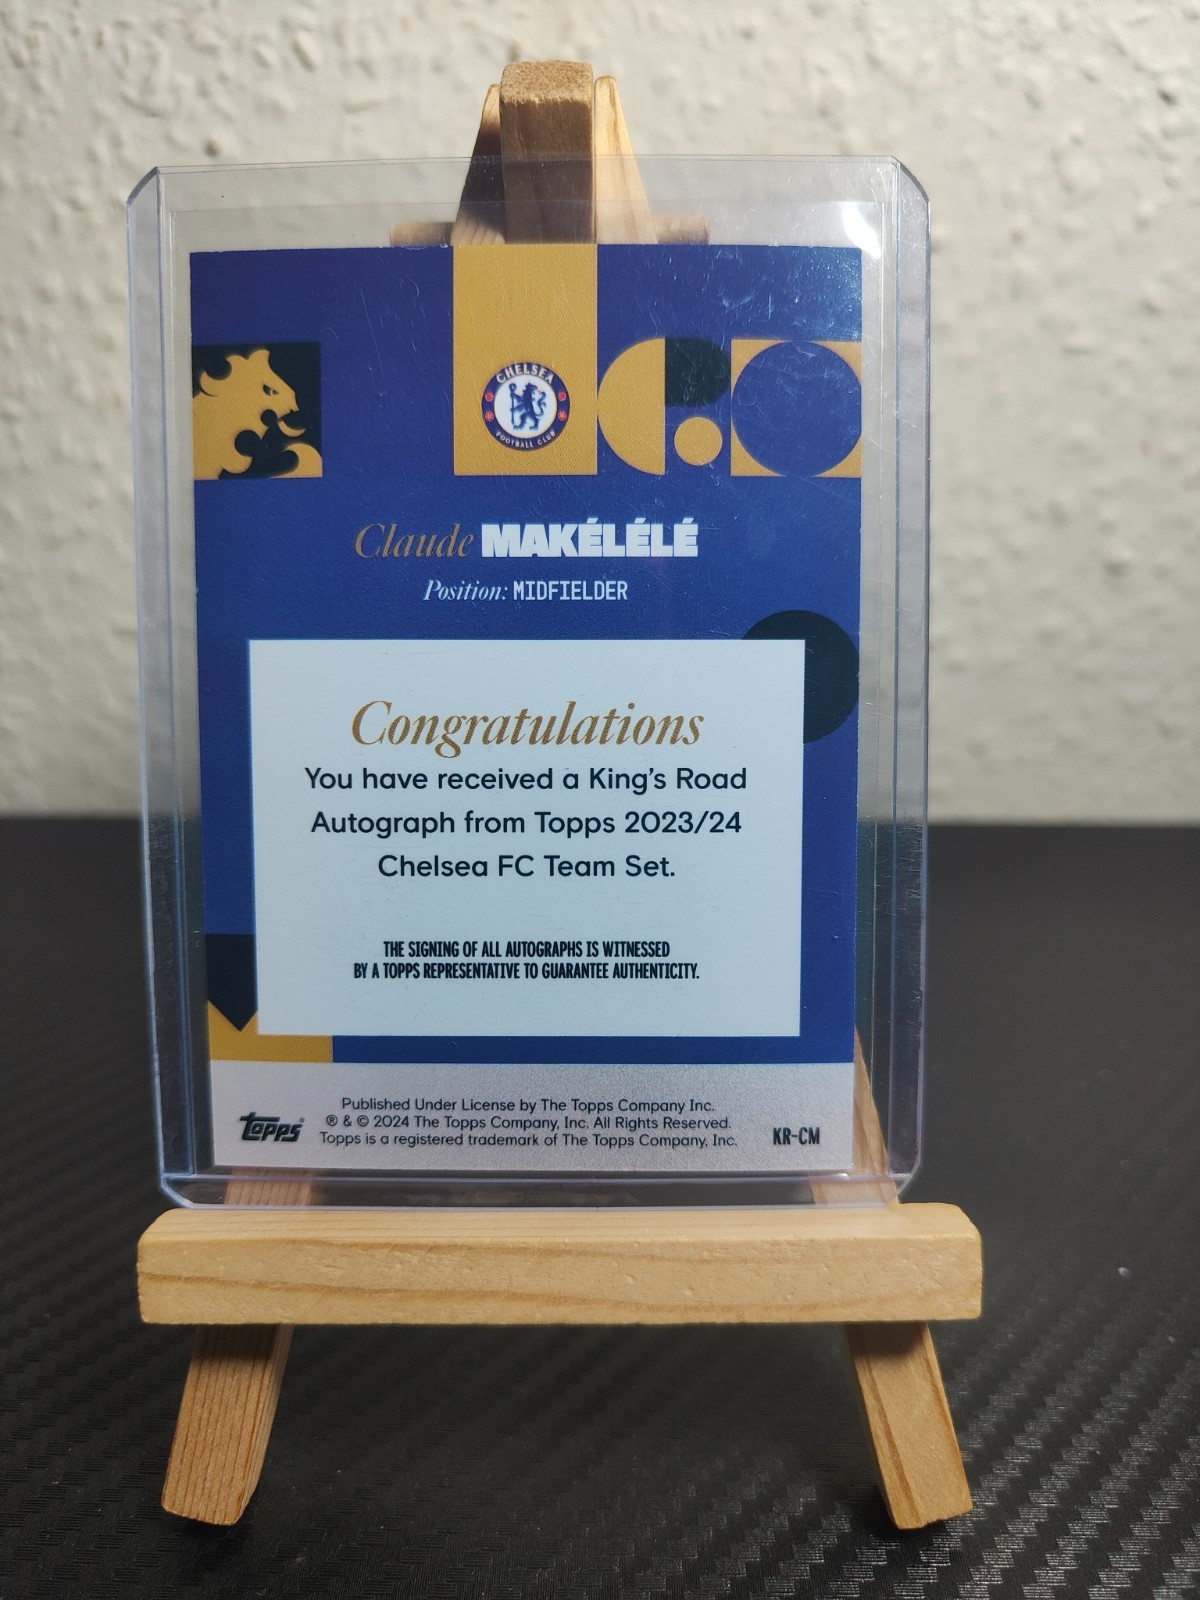 CHELSEA
FOOTBALL CLUB
Claude MAKÉLÉLÉ
Position: MIDFIELDER
Congratulations
You have received a King's Road
Autograph from Topps 2023/24
Chelsea FC Team Set.
THE SIGNING OF ALL AUTOGRAPHS IS WITNESSED
BY A TOPPS REPRESENTATIVE TO GUARANTEE AUTHENTICITY.
Published Under License by The Topps Company Inc.
® & © 2024 The Topps Company, Inc. All Rights Reserved.
Topps is a registered trademark of The Topps Company, Inc.
Topps®
KR-CM